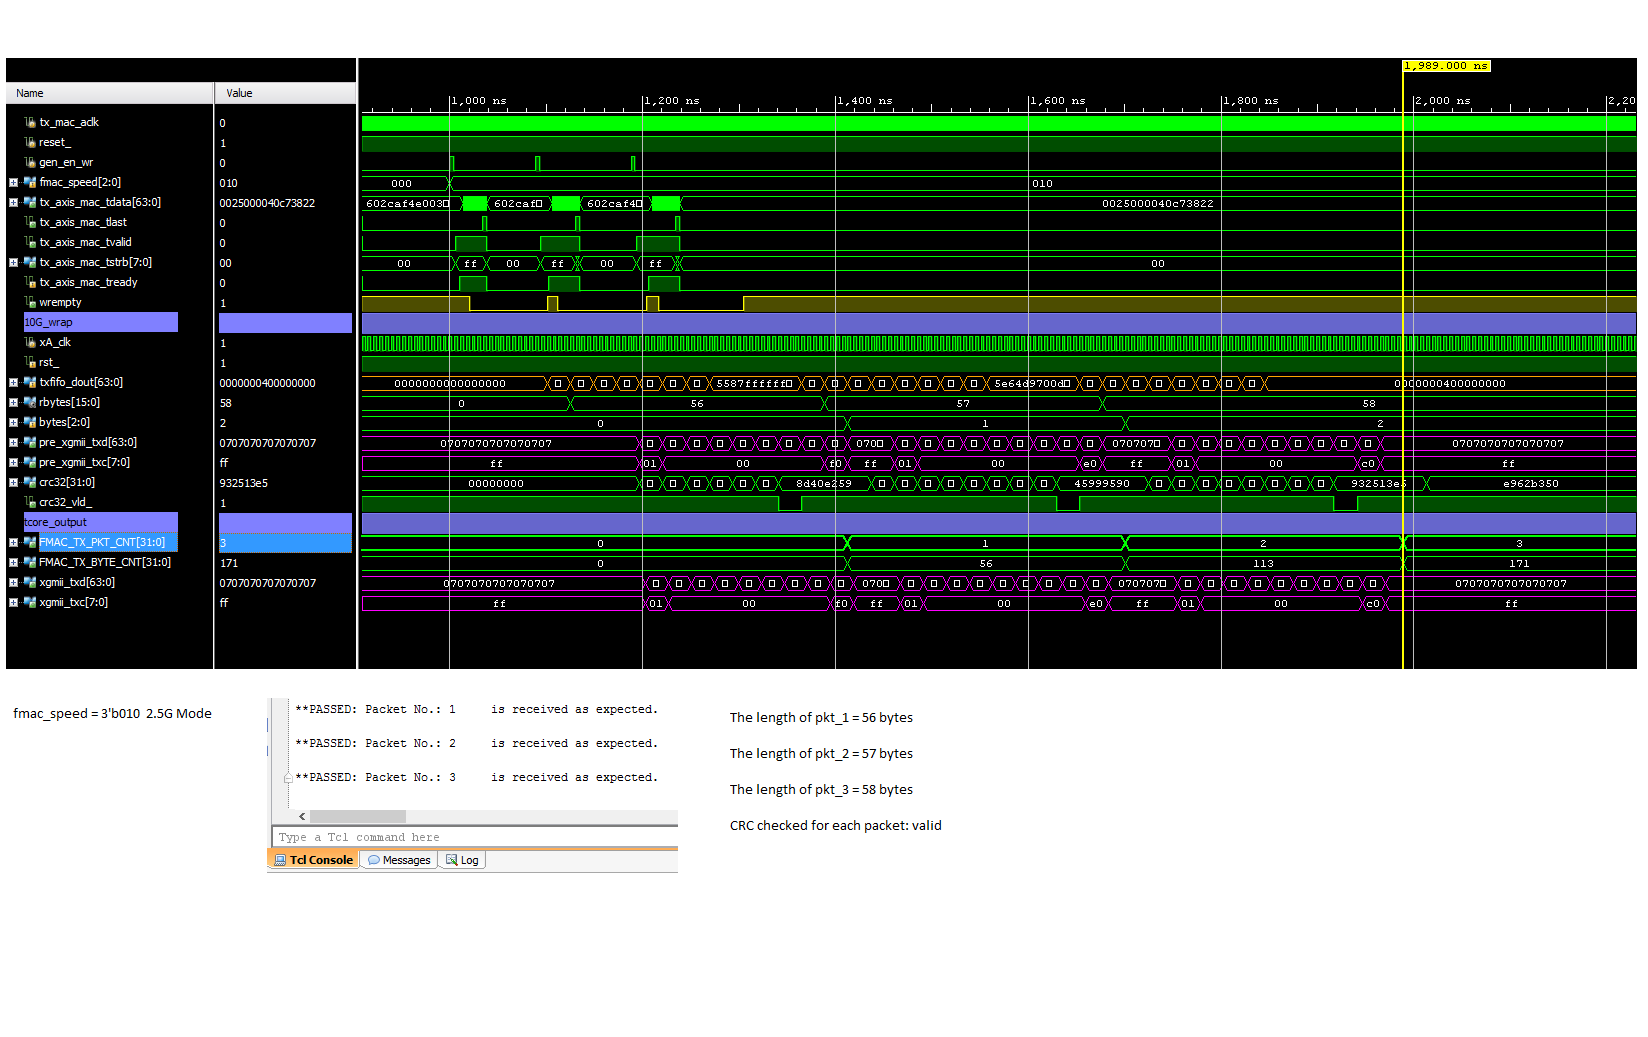 1,989.000 ns
Name Value
1,000 ns 1,200 ns 1,400 ns 1,600 ns 1,800 ns 2,000 ns 2,20
tx_mac_aclk 0
reset_ 1
gen_en_wr 0
fmac_speed[2:0] 010 000 010
tx_axis_mac_tdata[63:0] 0025000040c73822 602caf4e003 602caf 602caf4 0025000040c73822
tx_axis_mac_tlast 0
tx_axis_mac_tvalid 0
tx_axis_mac_tstrb[7:0] 00 00 ff 00 ff 00 ff 00
tx_axis_mac_tready 0
wrempty 1
10G_wrap
xA_clk 1
rst_ 1
txfifo_dout[63:0] 0000000400000000 0000000000000000 5587ffffff 5e64d9700d 0000000400000000
rbytes[15:0] 58 0 56 57 58
bytes[2:0] 2 0 1 2
pre_xgmii_txd[63:0] 0707070707070707 0707070707070707 070 070707 0707070707070707
pre_xgmii_txc[7:0] ff ff 01 00 f0 ff 01 00 e0 ff 01 00 c0 ff
crc32[31:0] 932513e5 00000000 8d40e259 45999590 932513e5 e962b350
crc32_vld_ 1
tcore_output
FMAC_TX_PKT_CNT[31:0] 3 0 1 2 3
FMAC_TX_BYTE_CNT[31:0] 171 0 56 113 171
xgmii_txd[63:0] 0707070707070707 0707070707070707 070 070707 0707070707070707
xgmii_txc[7:0] ff ff 01 00 f0 ff 01 00 e0 ff 01 00 c0 ff
fmac_speed = 3'b010 2.5G Mode
**PASSED: Packet No.: 1 is received as expected.
**PASSED: Packet No.: 2 is received as expected.
**PASSED: Packet No.: 3 is received as expected.
Type a Tcl command here
Tcl Console Messages Log
The length of pkt_1 = 56 bytes
The length of pkt_2 = 57 bytes
The length of pkt_3 = 58 bytes
CRC checked for each packet: valid